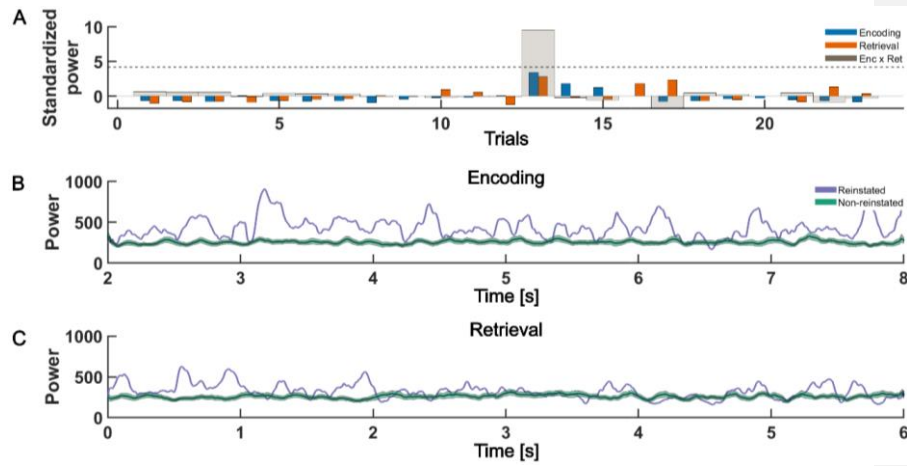 A
Standardized
power
10
5
0
Encoding
Retrieval
Enc x Ret
0
5
10
15
20
Trials
B
Encoding
Power
1000
500
0
Reinstated
Non-reinstated
2
3
4
5
6
7
8
Time [s]
C
Retrieval
Power
1000
500
0
0
1
2
3
4
5
6
Time [s]